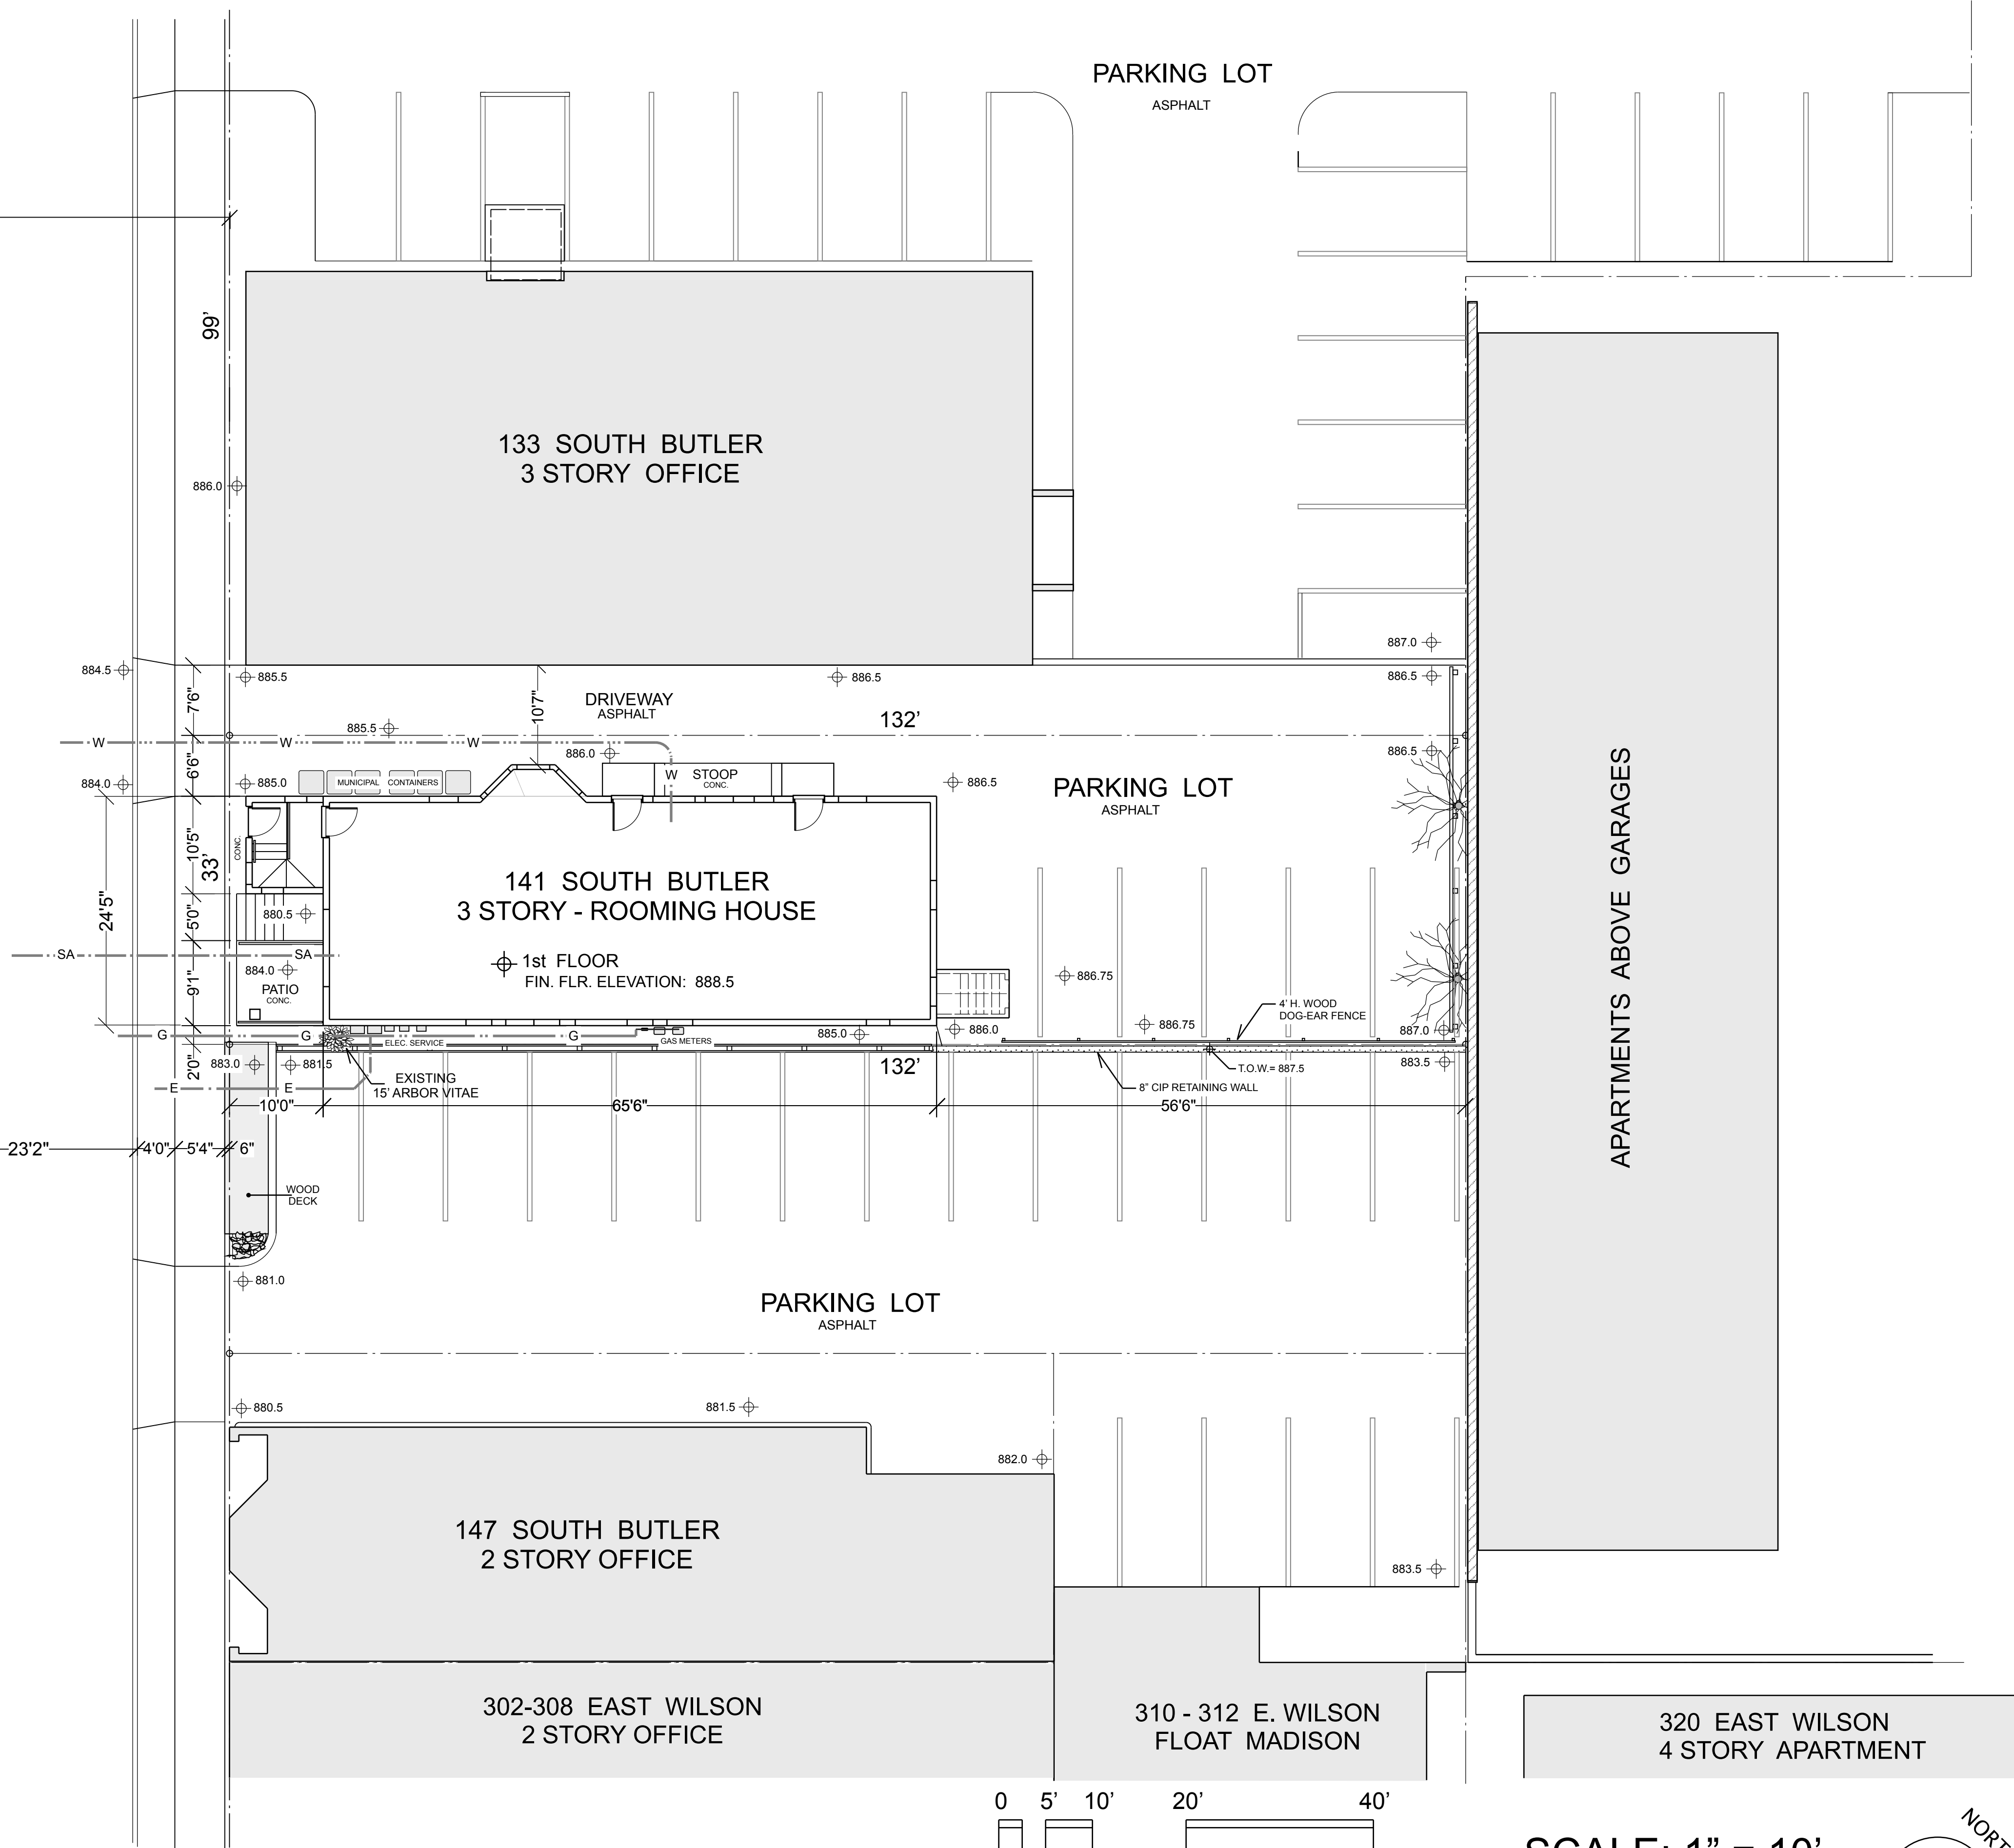 PARKING LOT
ASPHALT
99’
133 SOUTH BUTLER
3 STORY OFFICE
886.0
887.0
884.5
885.5
886.5
886.5
7'6"
10'7"
DRIVEWAY
ASPHALT
132’
885.5
W
W
W
886.0
886.5
6'6"
884.0
885.0
MUNICIPAL CONTAINERS
W
STOOP
CONC.
886.5
PARKING LOT
ASPHALT
APARTMENTS ABOVE GARAGES
CONC.
10'5"
33’
24'5"
141 SOUTH BUTLER
3 STORY - ROOMING HOUSE
5'0"
880.5
SA
SA
1st FLOOR
FIN. FLR. ELEVATION: 888.5
884.0
PATIO
CONC.
9'1"
886.75
4’ H. WOOD
DOG-EAR FENCE
G
G
G
ELEC. SERVICE
GAS METERS
885.0
886.0
886.75
887.0
2'0"
883.0
881.5
132’
T.O.W.= 887.5
883.5
E
E
EXISTING
15’ ARBOR VITAE
8” CIP RETAINING WALL
10'0"
65'6"
56'6"
23'2"
4'0"
5'4"
6"
WOOD
DECK
881.0
PARKING LOT
ASPHALT
880.5
881.5
882.0
147 SOUTH BUTLER
2 STORY OFFICE
883.5
302-308 EAST WILSON
2 STORY OFFICE
310 - 312 E. WILSON
FLOAT MADISON
320 EAST WILSON
4 STORY APARTMENT
0 5’ 10’ 20’ 40’
SCALE: 1” = 10’